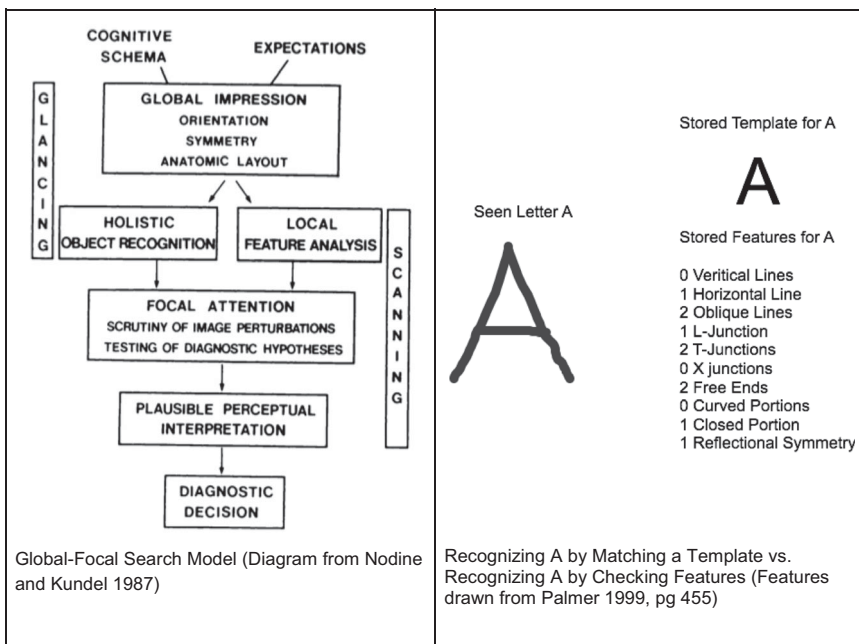 COGNITIVE
SCHEMA
EXPECTATIONS
GLANCING
GLOBAL IMPRESSION
ORIENTATION
SYMMETRY
ANATOMIC LAYOUT
HOLISTIC
OBJECT RECOGNITION
LOCAL
FEATURE ANALYSIS
SCANNING
FOCAL ATTENTION
SCRUTINY OF IMAGE PERTURBATIONS
TESTING OF DIAGNOSTIC HYPOTHESES
PLAUSIBLE PERCEPTUAL
INTERPRETATION
DIAGNOSTIC
DECISION
Global-Focal Search Model (Diagram from Nodine
and Kundel 1987)
Seen Letter A
A
Stored Template for A
A
Stored Features for A
0 Veritical Lines
1 Horizontal Line
2 Oblique Lines
1 L-Junction
2 T-Junctions
0 X junctions
2 Free Ends
0 Curved Portions
1 Closed Portion
1 Reflectional Symmetry
Recognizing A by Matching a Template vs.
Recognizing A by Checking Features (Features
drawn from Palmer 1999, pg 455)